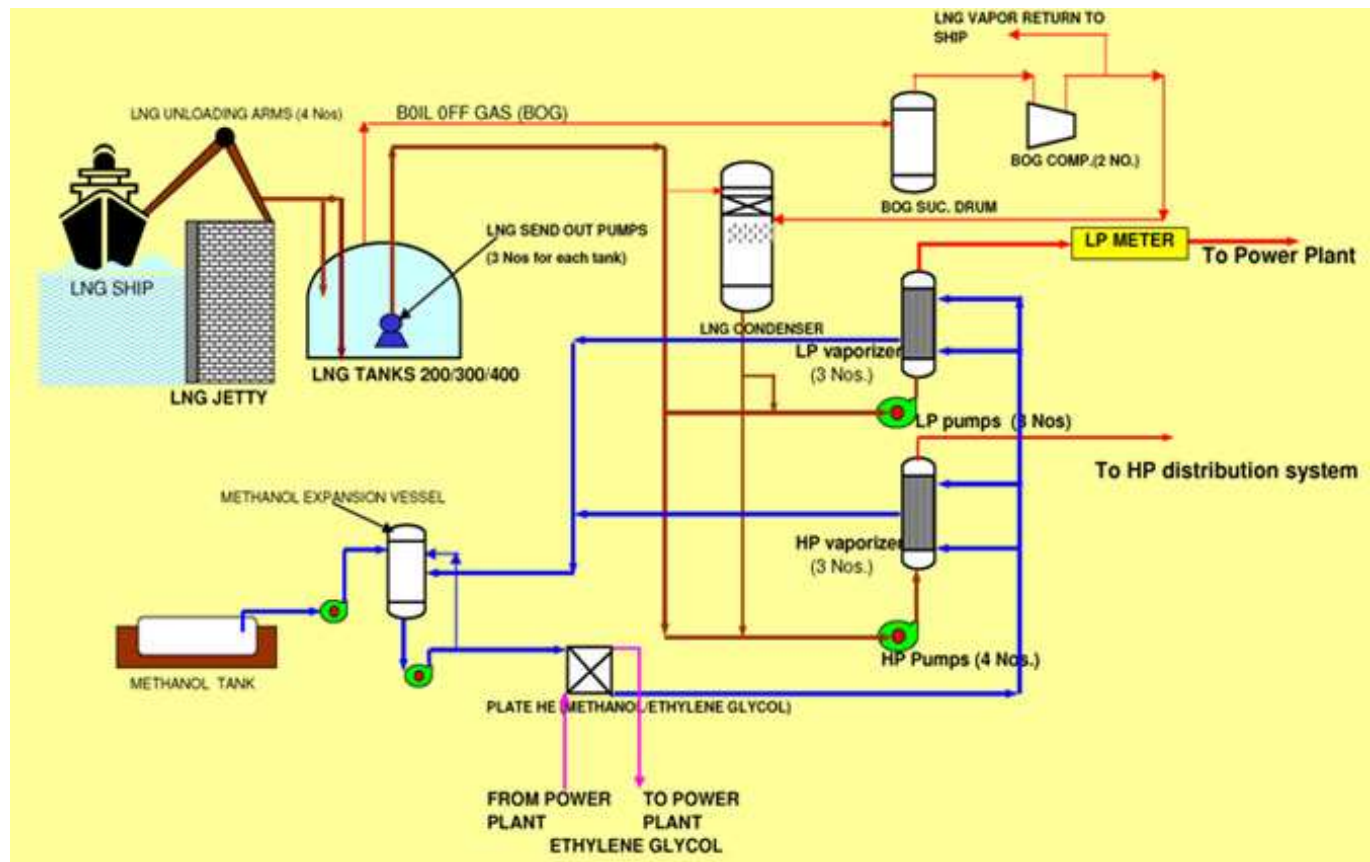 LNG VAPOR RETURN TO
SHIP
LNG UNLOADING ARMS (4 Nos)
B0IL 0FF GAS (BOG)
BOG COMP.(2 NO.)
BOG SUC. DRUM
LNG SEND OUT PUMPS
(3 Nos for each tank)
LP METER
To Power Plant
LNG SHIP
LNG CONDENSER
LP vaporizer
(3 Nos.)
LNG TANKS 200/300/400
LNG JETTY
LP pumps (3 Nos)
To HP distribution system
METHANOL EXPANSION VESSEL
HP vaporizer
(3 Nos.)
HP Pumps (4 Nos.)
METHANOL TANK
PLATE HE (METHANOL/ETHYLENE GLYCOL)
FROM POWER
PLANT
TO POWER
PLANT
ETHYLENE GLYCOL